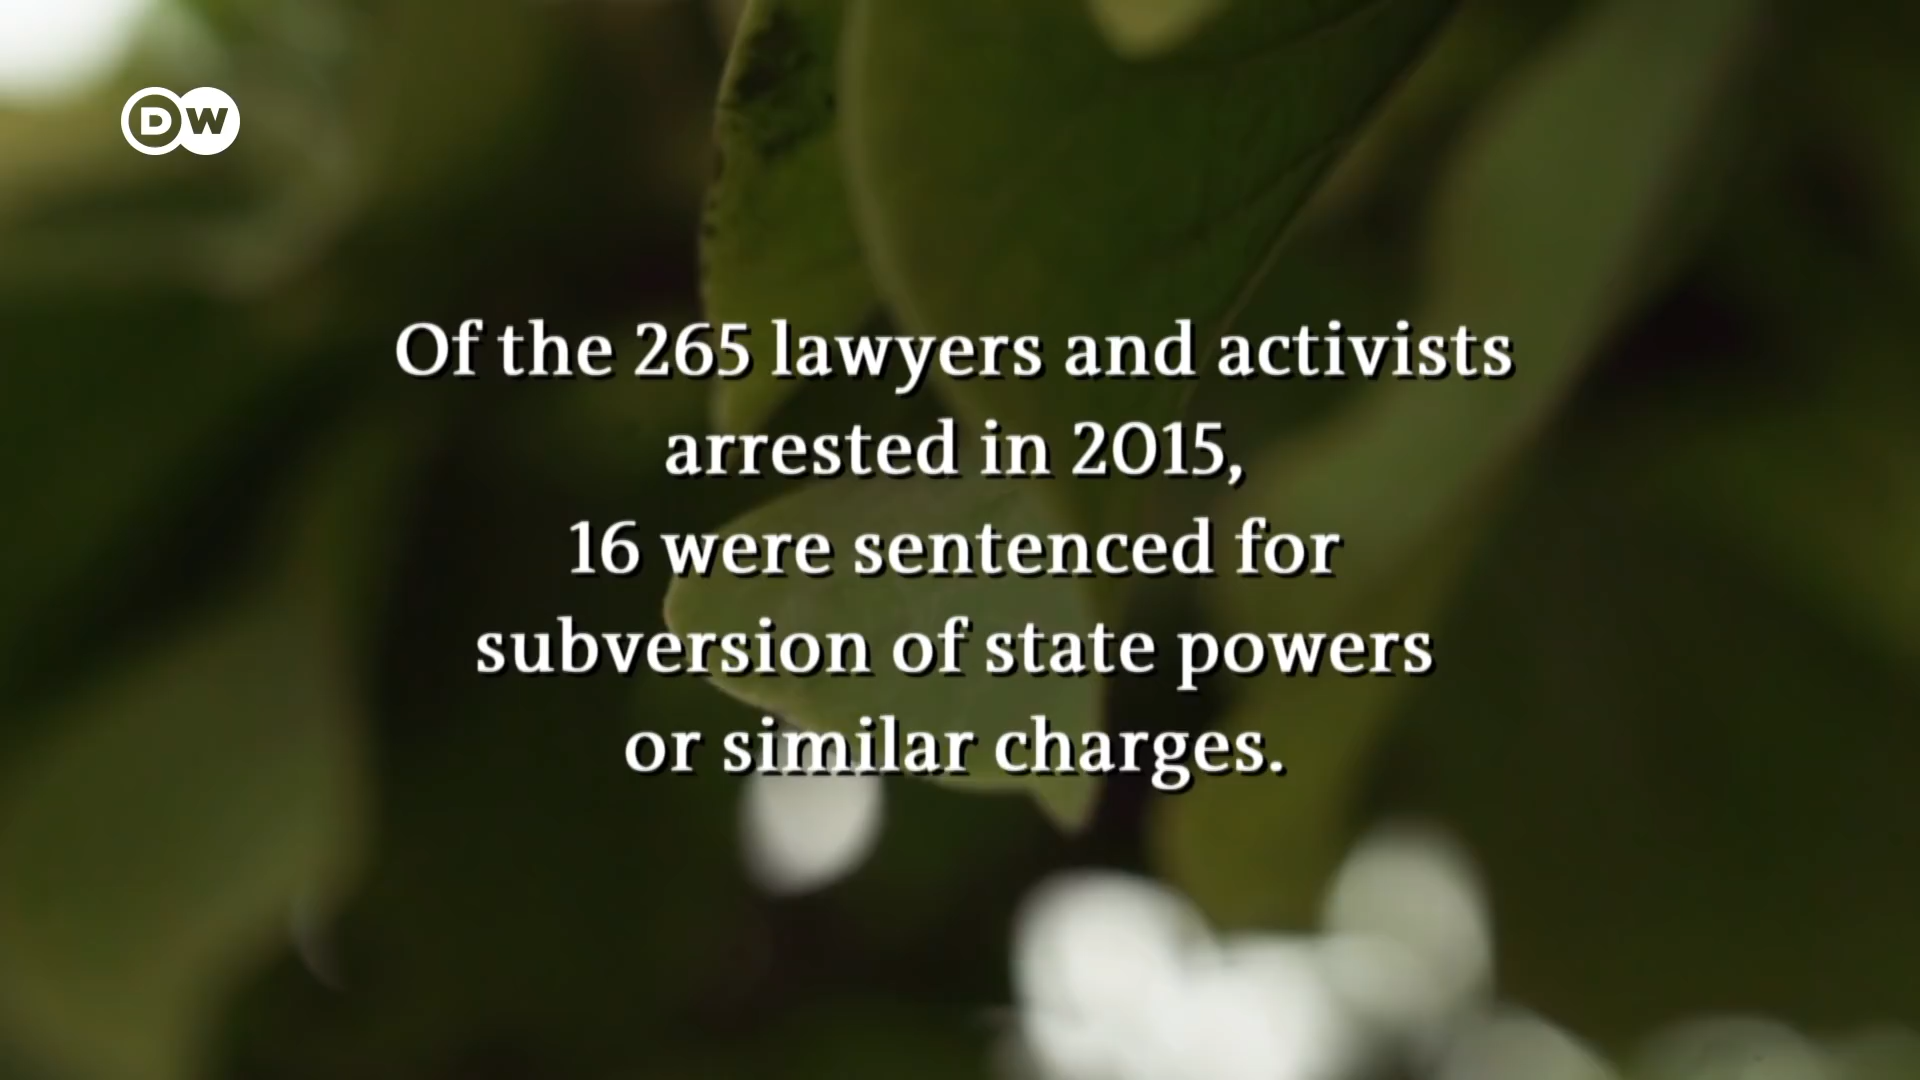 DW
Of the 265 lawyers and activists
arrested in 2015,
16 were sentenced for
subversion of state powers
or similar charges.